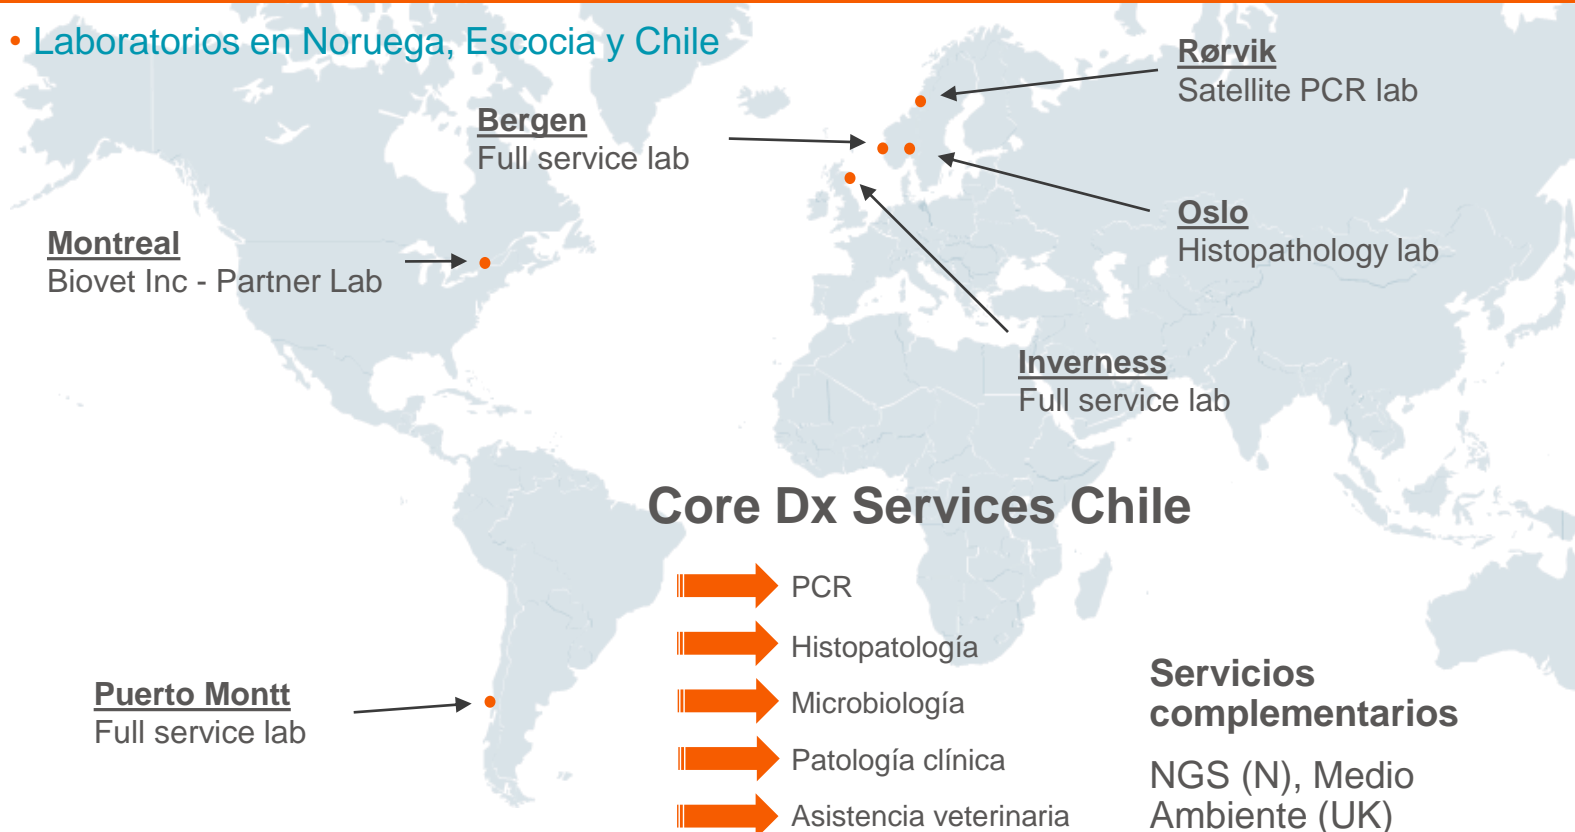 • Laboratorios en Noruega, Escocia y Chile
Rørvik
Satellite PCR lab
Bergen
Full service lab
Oslo
Histopathology lab
Montreal
Biovet Inc - Partner Lab
Inverness
Full service lab
Core Dx Services Chile
PCR
Histopatología
Microbiología
Patología clínica
Asistencia veterinaria
Puerto Montt
Full service lab
Servicios
complementarios
NGS (N), Medio
Ambiente (UK)